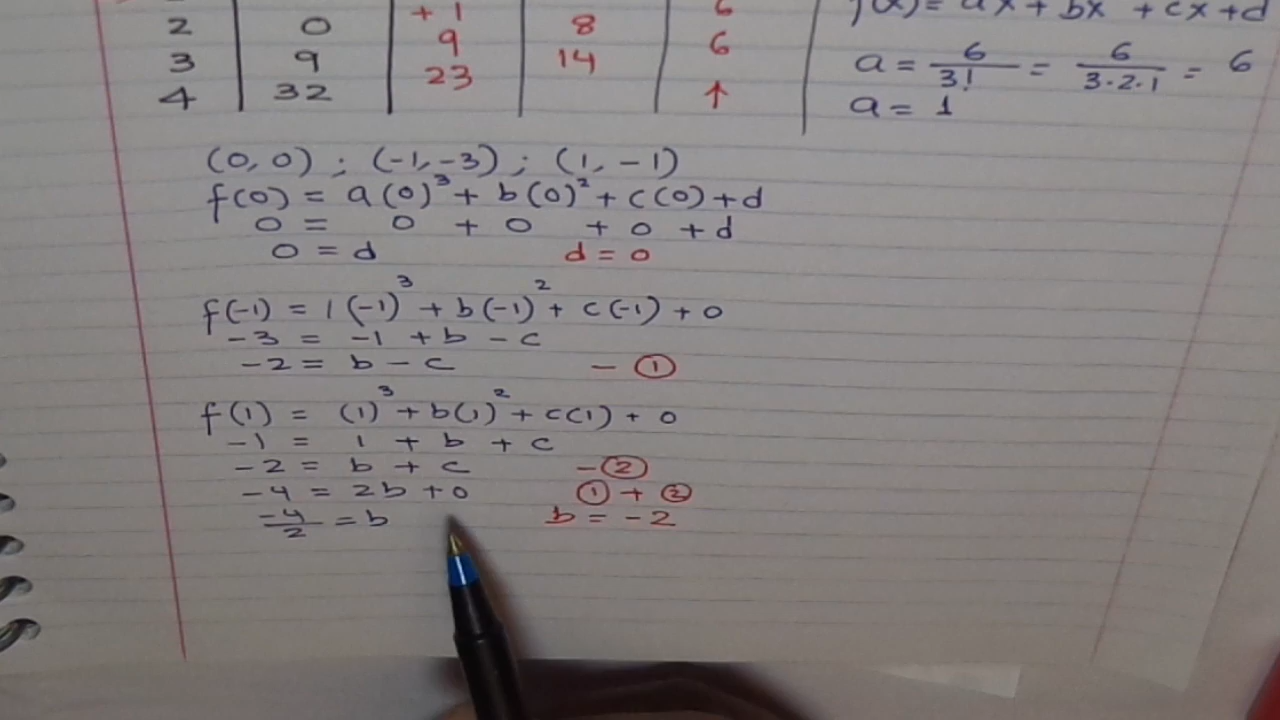 f(x) = ax + bx + cx + d
2 0 + 1 8 6
3 9 9 14 6
4 32 23 ↑
a = 6/3! = 6/3·2·1 = 6
a = 1
(0,0) ; (-1,-3) ; (1,-1)
f(0) = a(0)³ + b(0)² + c(0) + d
0 = 0 + 0 + 0 + d
0 = d d = 0
f(-1) = 1(-1)³ + b(-1)² + c(-1) + 0
-3 = -1 + b - c
-2 = b - c - ①
f(1) = (1)³ + b(1)² + c(1) + 0
-1 = 1 + b + c
-2 = b + c - ②
-4 = 2b + 0 ① + ②
-4/2 = b b = -2